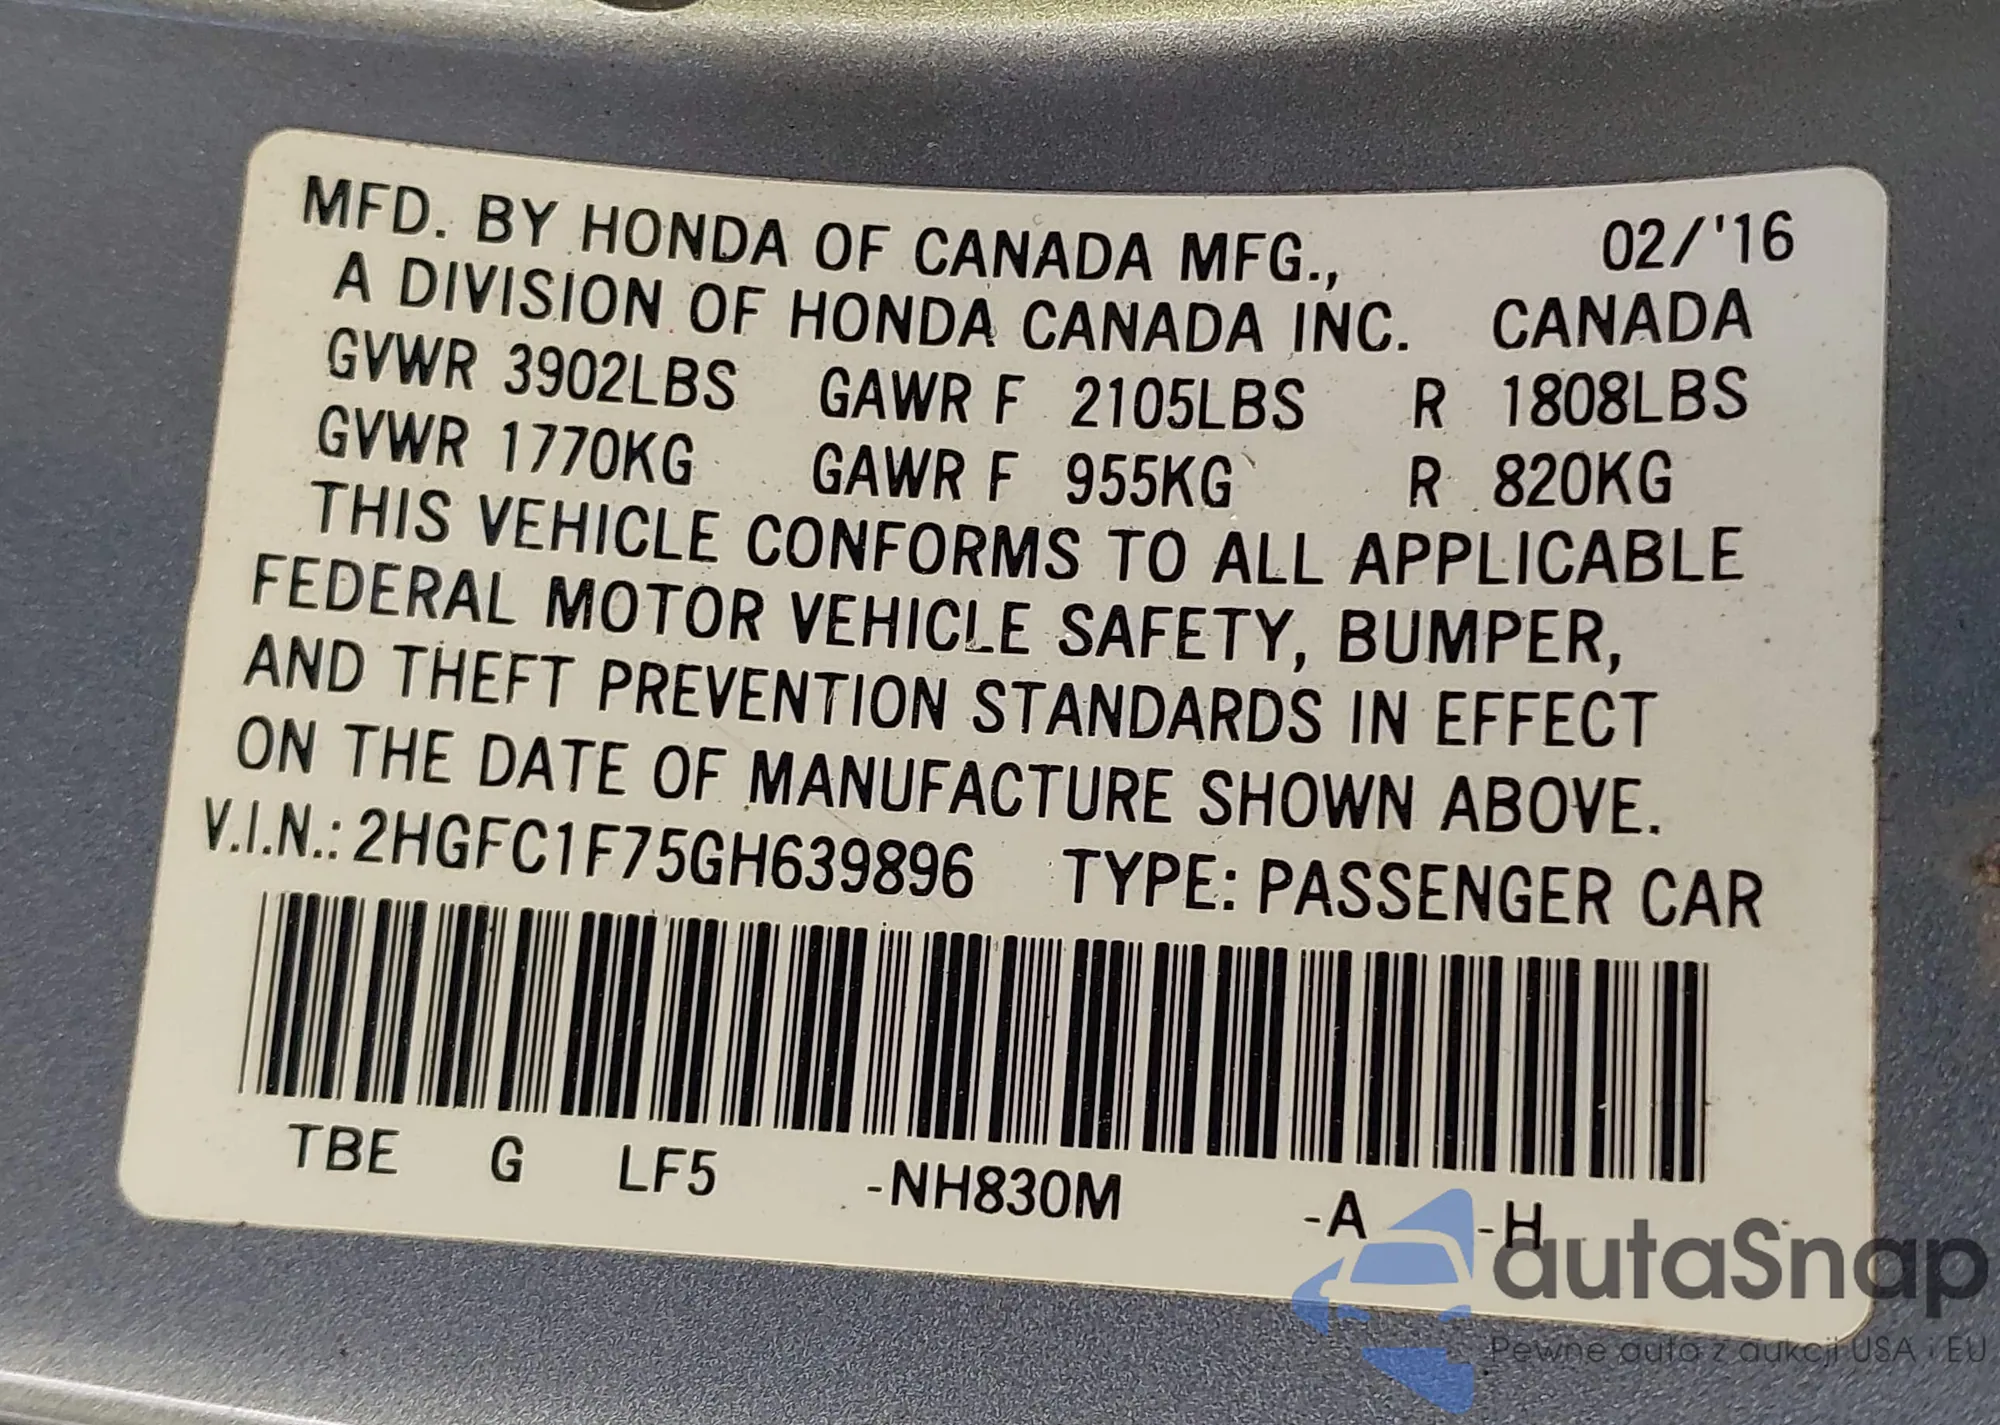 MFD. BY HONDA OF CANADA MFG., 02/'16
A DIVISION OF HONDA CANADA INC. CANADA
GVWR 3902LBS GAWR F 2105LBS R 1808LBS
GVWR 1770KG GAWR F 955KG R 820KG
THIS VEHICLE CONFORMS TO ALL APPLICABLE
FEDERAL MOTOR VEHICLE SAFETY, BUMPER,
AND THEFT PREVENTION STANDARDS IN EFFECT
ON THE DATE OF MANUFACTURE SHOWN ABOVE.
V.I.N.: 2HGFC1F75GH639896 TYPE: PASSENGER CAR
TBE G LF5 -NH830M -A -H
autaSnap
Pewne auta z aukcji USA i EU